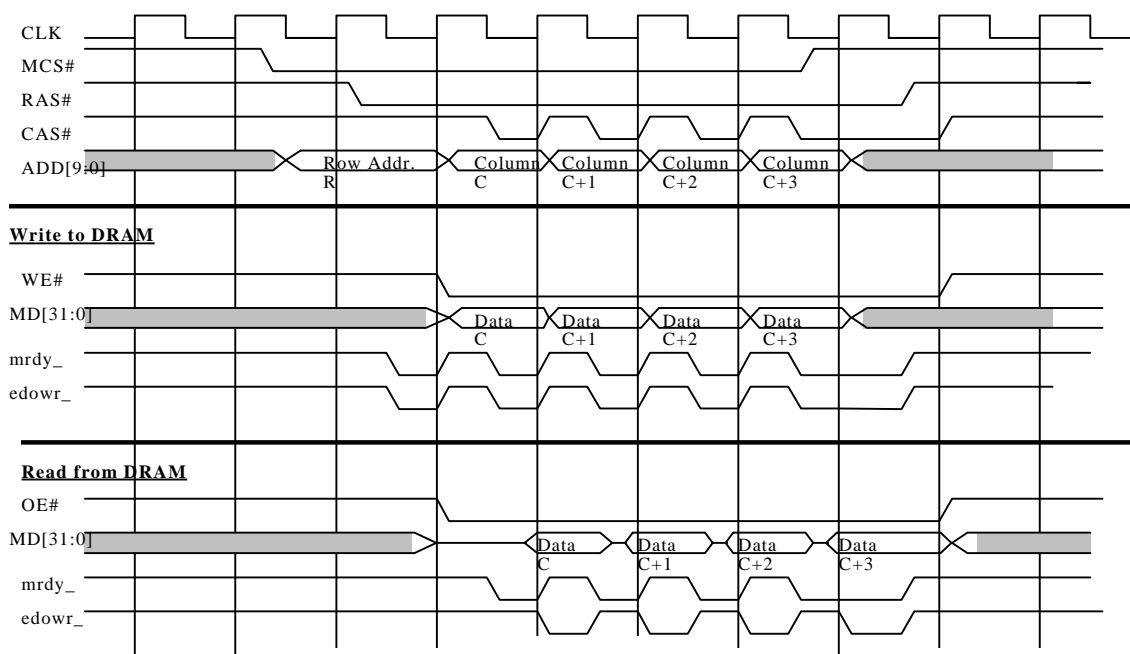 CLK
MCS#
RAS#
CAS#
ADD[9:0]
Row Addr.
R
Column
C
Column
C+1
Column
C+2
Column
C+3
Write to DRAM
WE#
MD[31:0]
Data
C
Data
C+1
Data
C+2
Data
C+3
mrdy_
edowr_
Read from DRAM
OE#
MD[31:0]
Data
C
Data
C+1
Data
C+2
Data
C+3
mrdy_
edowr_